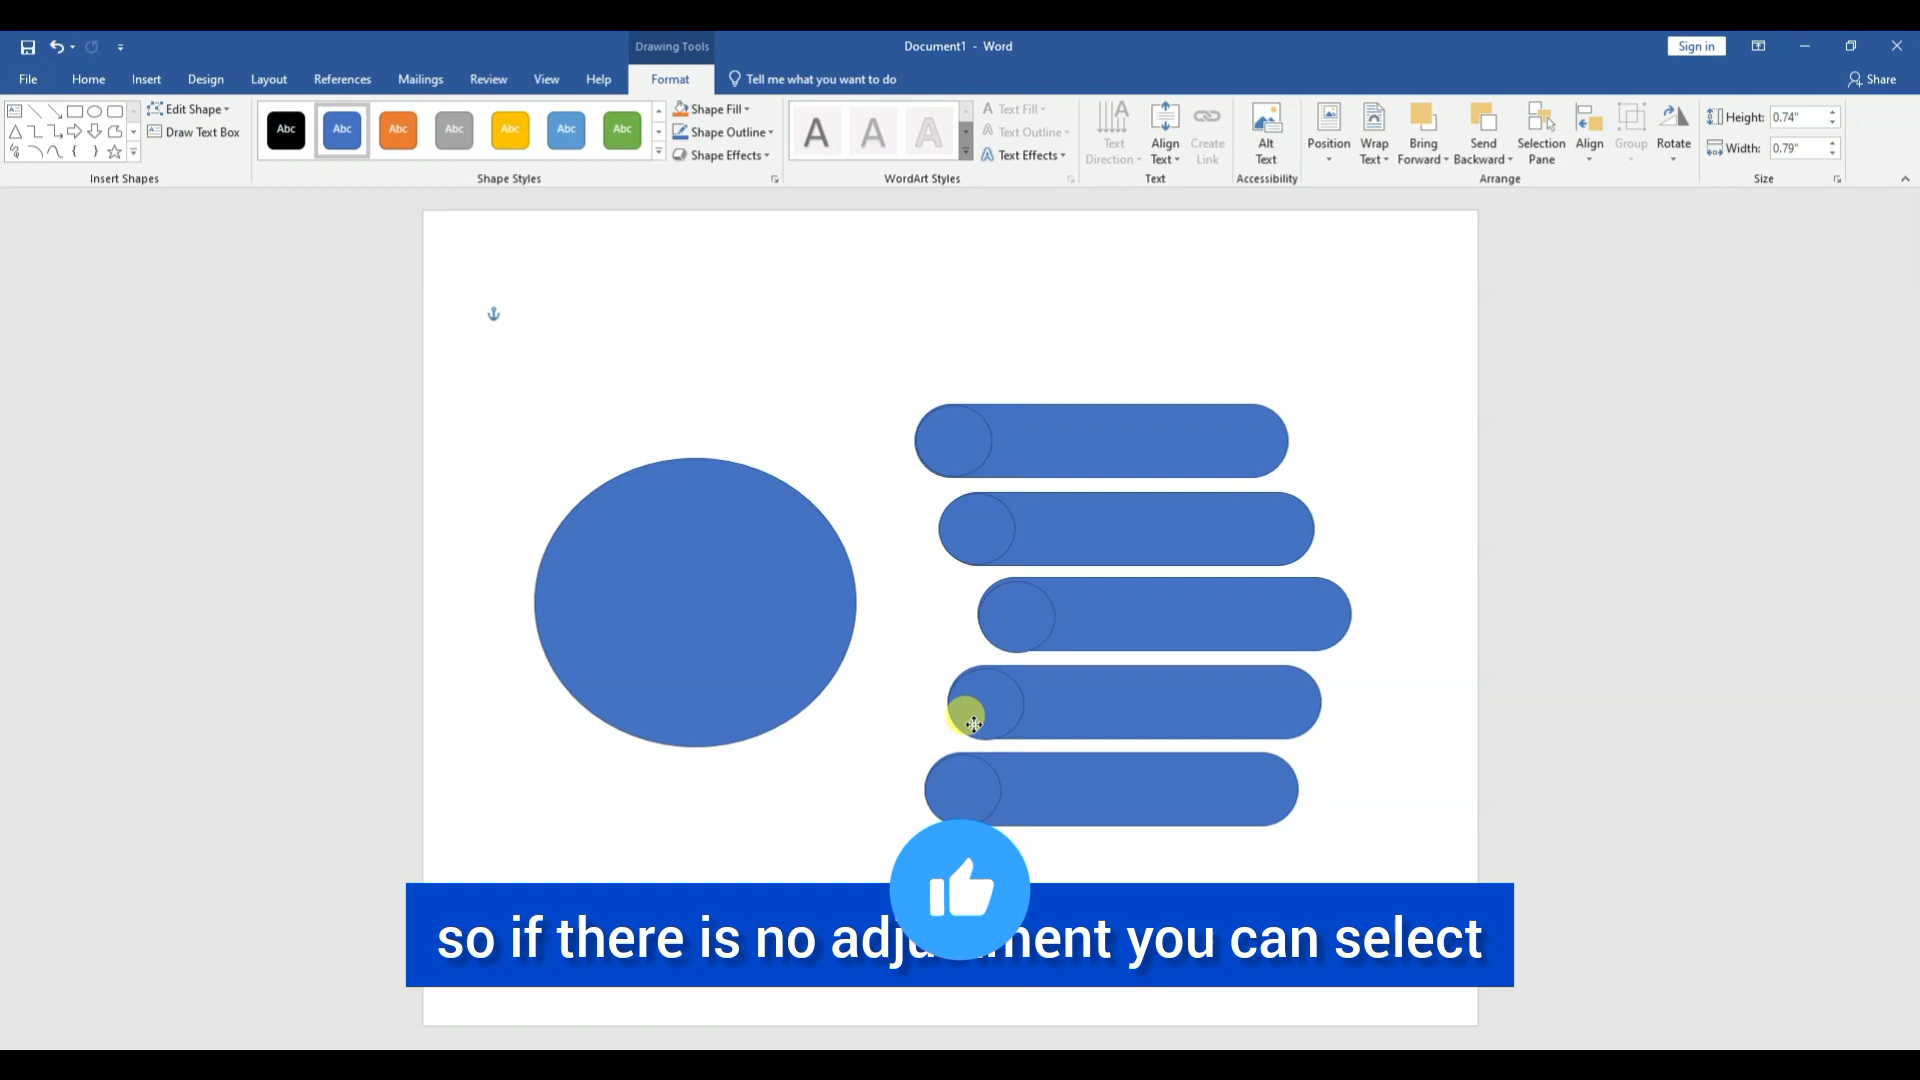 Drawing Tools
Document1 - Word
Sign in
File Home Insert Design Layout References Mailings Review View Help Format Tell me what you want to do
Share
Edit Shape
Draw Text Box
Insert Shapes
Abc Abc Abc Abc Abc Abc Abc
Shape Fill
Shape Outline
Shape Effects
Shape Styles
A A A
Text Fill
Text Outline
Text Effects
WordArt Styles
Text Direction
Align Text
Create Link
Text
Alt Text
Accessibility
Position
Wrap Text
Bring Forward
Send Backward
Selection Pane
Align
Group
Rotate
Arrange
Height: 0.74"
Width: 0.79"
Size
so if there is no you can select